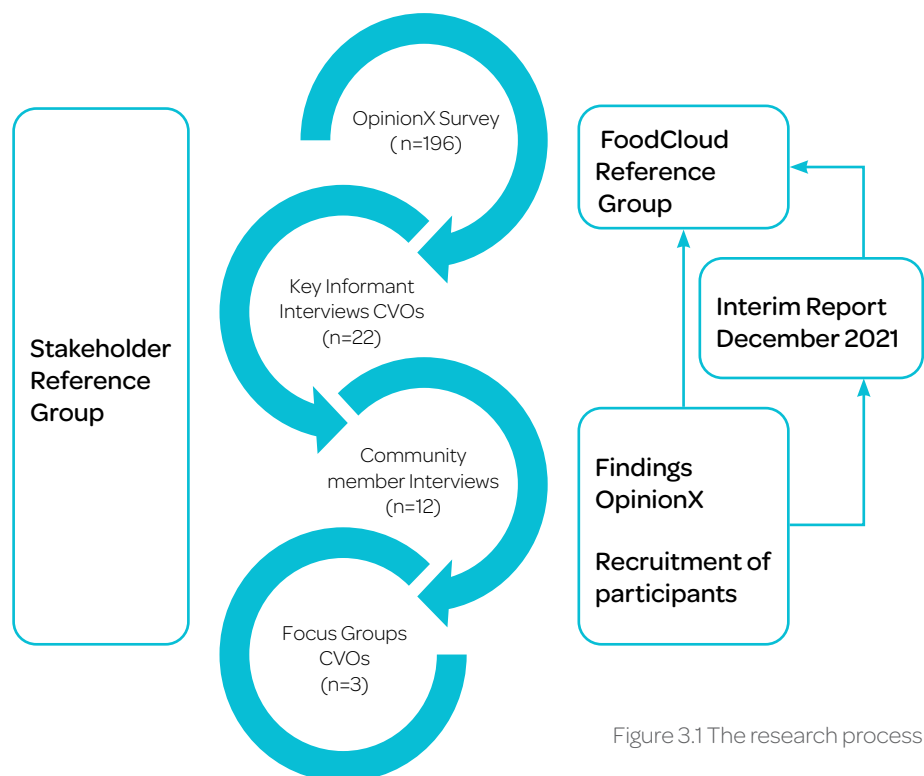 Stakeholder
Reference
Group
OpinionX Survey
( n=196)
Key Informant
Interviews CVOs
(n=22)
Community
member Interviews
(n=12)
Focus Groups
CVOs
(n=3)
FoodCloud
Reference
Group
Interim Report
December 2021
Findings
OpinionX
Recruitment of
participants
Figure 3.1 The research process